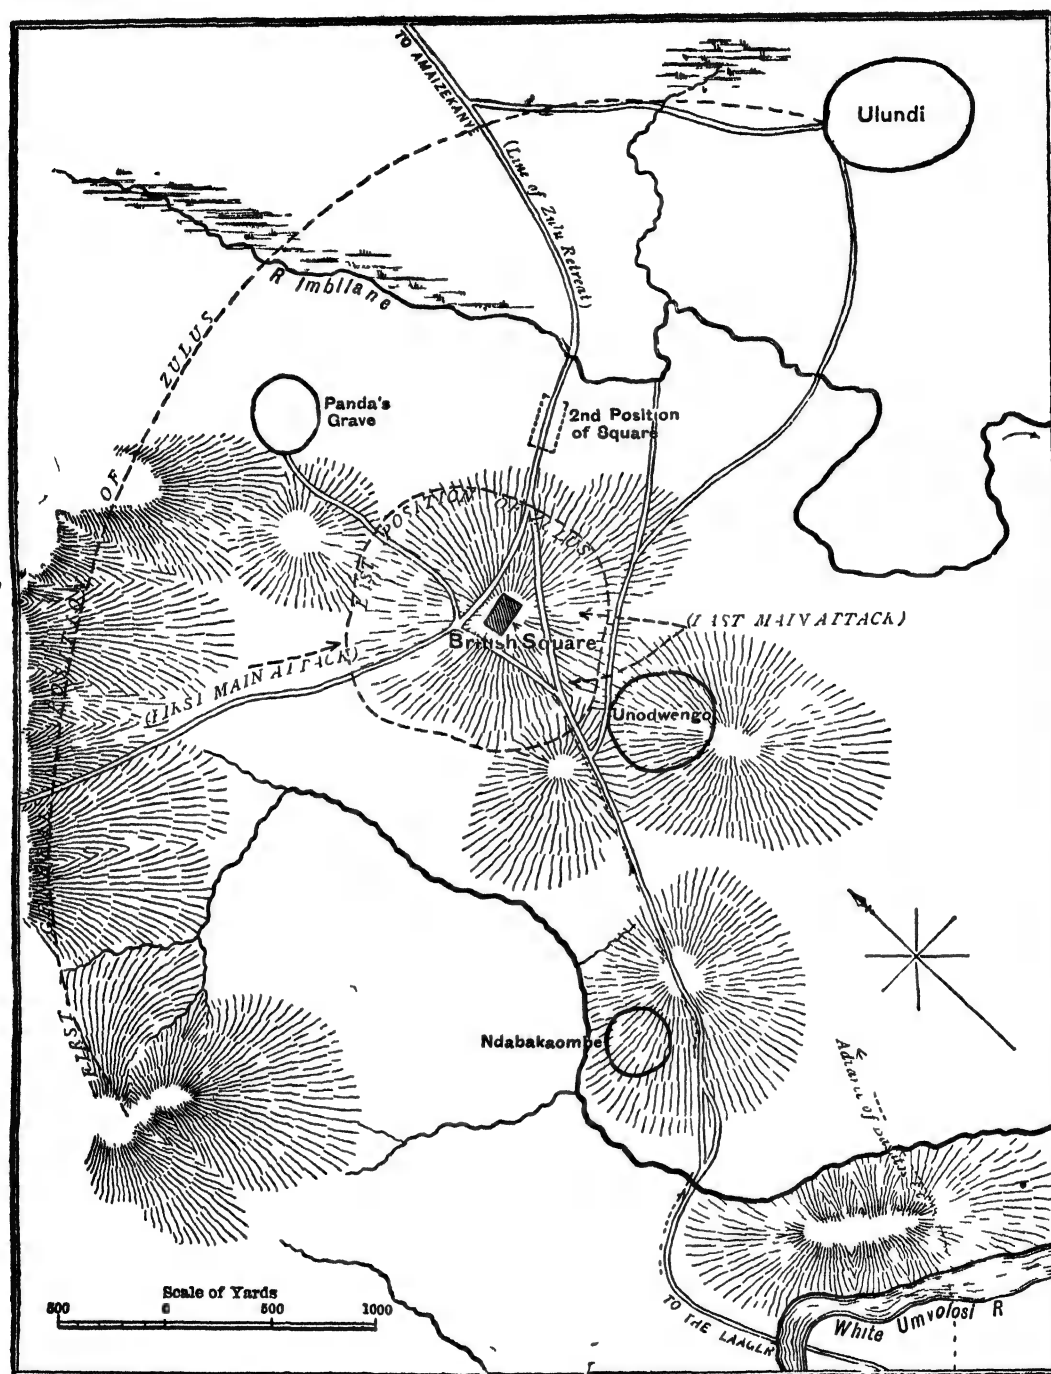 TO AMAIZEKANYE
Ulundi
(Line of Zulu Retreat)
R Imbilane
ZULUS
OF
Panda's
Grave
2nd Position
of Square
POSITION
ZULUS
(LAST MAIN ATTACK)
British Square
(FIRST MAIN ATTACK)
Unodwengo
FIRST
Ndabakaombe
Advance of
Scale of Yards
500 0 500 1000
TO THE LAAGER
White Umvolosi R